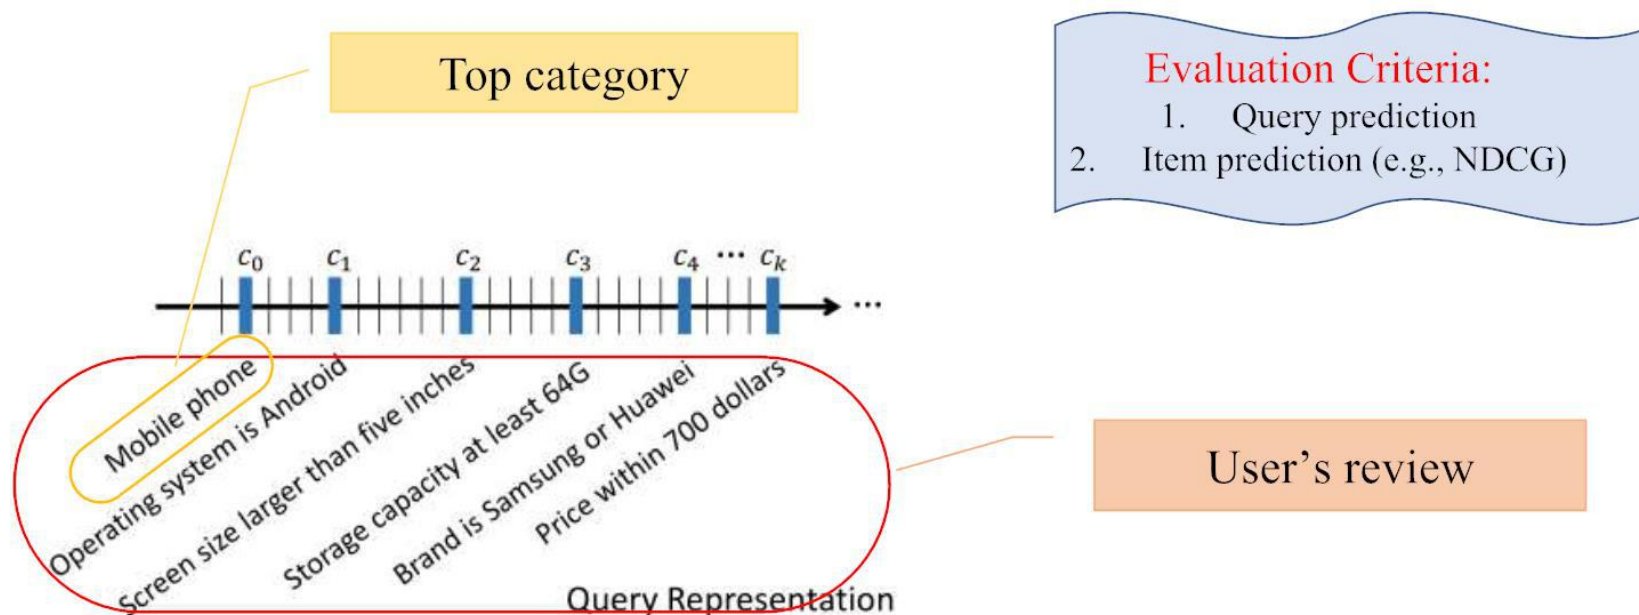 Top category
Evaluation Criteria:
1. Query prediction
2. Item prediction (e.g., NDCG)
c₀ c₁ c₂ c₃ c₄ ··· cₖ
···
Mobile phone
Operating system is Android
Screen size larger than five inches
Storage capacity at least 64G
Brand is Samsung or Huawei
Price within 700 dollars
User's review
Query Representation